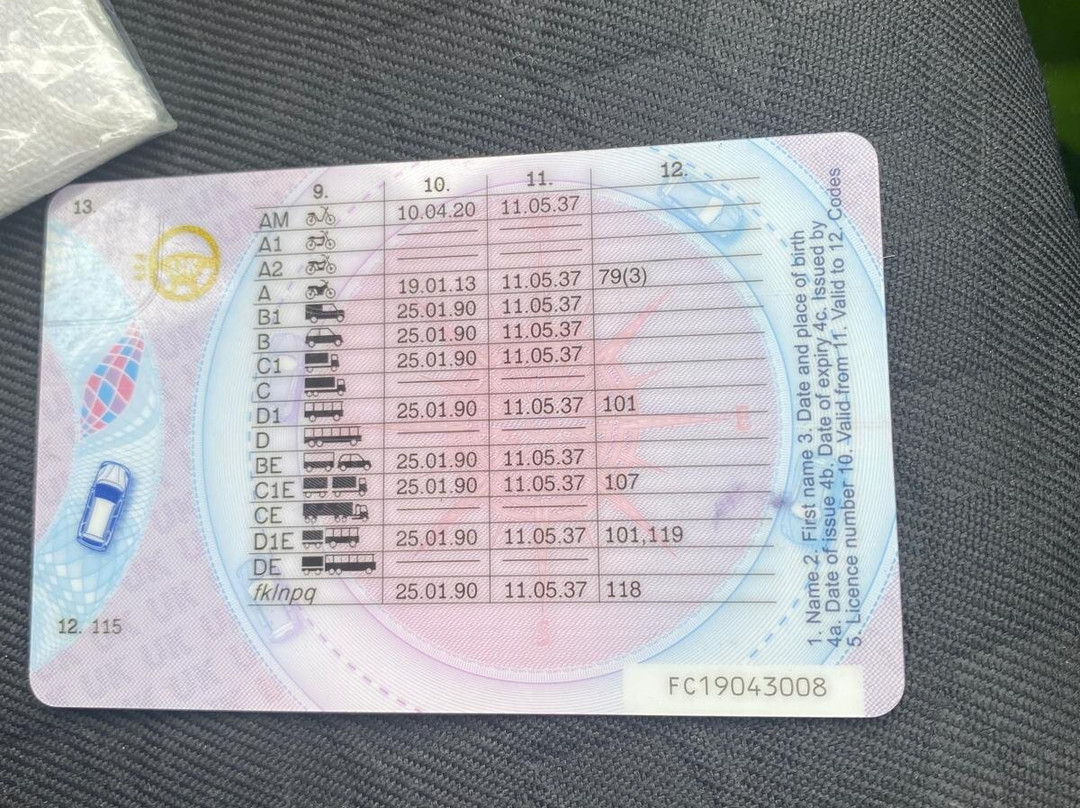 13.
9. 10. 11. 12.
AM 10.04.20 11.05.37
A1
A2
A 19.01.13 11.05.37 79(3)
B1 25.01.90 11.05.37
B 25.01.90 11.05.37
C1 25.01.90 11.05.37
C
D1 25.01.90 11.05.37 101
D
BE 25.01.90 11.05.37
C1E 25.01.90 11.05.37 107
CE
D1E 25.01.90 11.05.37 101,119
DE
fklnpq 25.01.90 11.05.37 118
12. 115
1. Name 2. First name 3. Date and place of birth
4a. Date of issue 4b. Date of expiry 4c. Issued by
5. Licence number 10. Valid from 11. Valid to 12. Codes
FC19043008